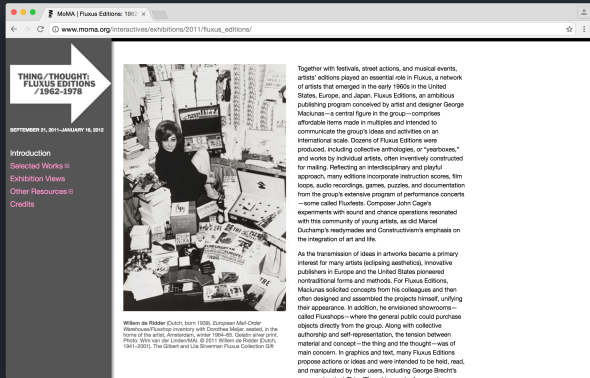 MoMA | Fluxus Editions: 1962
www.moma.org/interactives/exhibitions/2011/fluxus_editions/
THING/THOUGHT:
FLUXUS EDITIONS
/1962–1978
SEPTEMBER 21, 2011–JANUARY 16, 2012
Introduction
Selected Works
Exhibition Views
Other Resources
Credits
Willem de Ridder (Dutch, born 1939). European Mail-Order
Warehouse/Fluxshop inventory with Dorothea Meijer, seated, in the
home of the artist, Amsterdam, winter 1964–65. Gelatin silver print.
Photo: Wim van der Linden/MAI. © 2011 Willem de Ridder (Dutch,
1941–2001). The Gilbert and Lila Silverman Fluxus Collection Gift
Together with festivals, street actions, and musical events,
artists' editions played an essential role in Fluxus, a network
of artists that emerged in the early 1960s in the United
States, Europe, and Japan. Fluxus Editions, an ambitious
publishing program conceived by artist and designer George
Maciunas—a central figure in the group—comprises
affordable items made in multiples and intended to
communicate the group's ideas and activities on an
international scale. Dozens of Fluxus Editions were
produced, including collective anthologies, or “yearboxes,”
and works by individual artists, often inventively constructed
for mailing. Reflecting an interdisciplinary and playful
approach, many editions incorporate instruction scores, film
loops, audio recordings, games, puzzles, and documentation
from the group's extensive program of performance concerts
—some called Fluxfests. Composer John Cage's
experiments with sound and chance operations resonated
with this community of young artists, as did Marcel
Duchamp's readymades and Constructivism's emphasis on
the integration of art and life.
As the transmission of ideas in artworks became a primary
interest for many artists (eclipsing aesthetics), innovative
publishers in Europe and the United States pioneered
nontraditional forms and methods. For Fluxus Editions,
Maciunas solicited concepts from his colleagues and then
often designed and assembled the projects himself, unifying
their appearance. In addition, he envisioned showrooms—
called Fluxshops—where the general public could purchase
objects directly from the group. Along with collective
authorship and self-representation, the tension between
material and concept—the thing and the thought—was of
main concern. In graphics and text, many Fluxus Editions
propose actions or ideas and were intended to be held, read,
and manipulated by their users, including George Brecht's